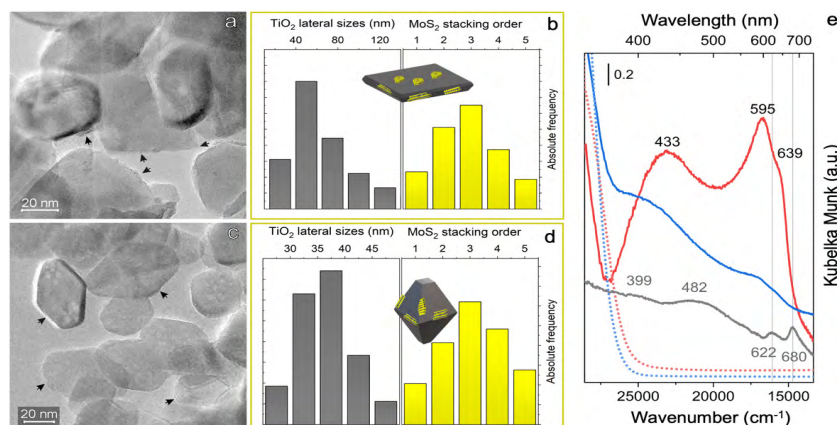 a
20 nm
b
TiO₂ lateral sizes (nm)
40 80 120
MoS₂ stacking order
1 2 3 4 5
Absolute frequency
c
20 nm
d
TiO₂ lateral sizes (nm)
30 35 40 45
MoS₂ stacking order
1 2 3 4 5
Absolute frequency
e
Wavelength (nm)
400 500 600 700
0.2
433
595
639
399
482
622
680
Kubelka Munk (a.u.)
25000 20000 15000
Wavenumber (cm⁻¹)